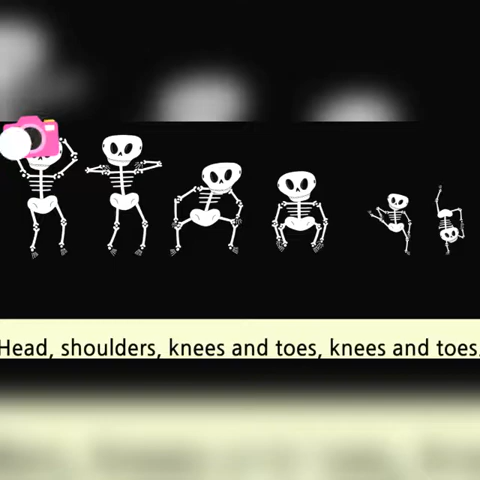 Head, shoulders, knees and toes, knees and toes.